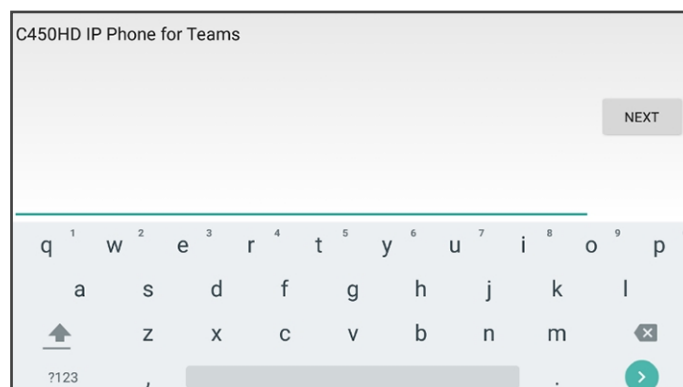 C450HD IP Phone for Teams
NEXT
1 2 3 4 5 6 7 8 9
q w e r t y u i o p
a s d f g h j k l
z x c v b n m
?123